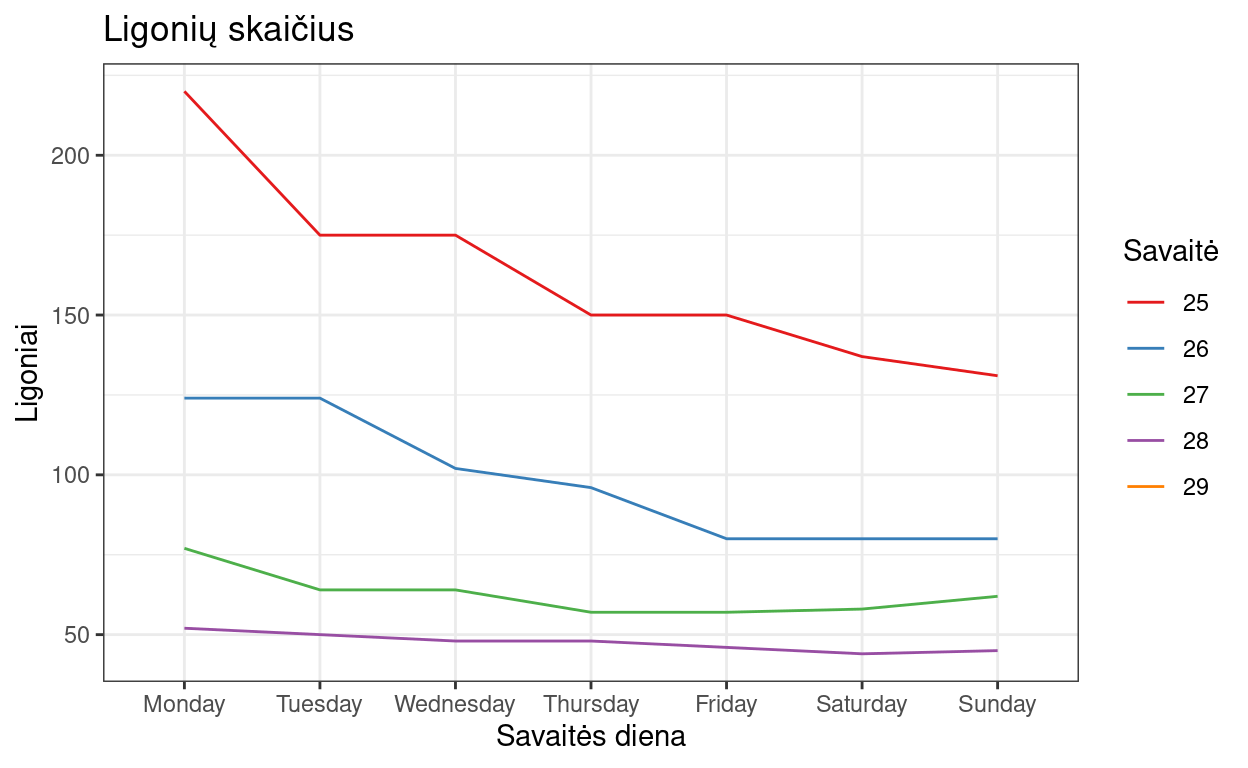 Ligonių skaičius
200
150
100
50
Ligoniai
Monday Tuesday Wednesday Thursday Friday Saturday Sunday
Savaitės diena
Savaitė
25
26
27
28
29